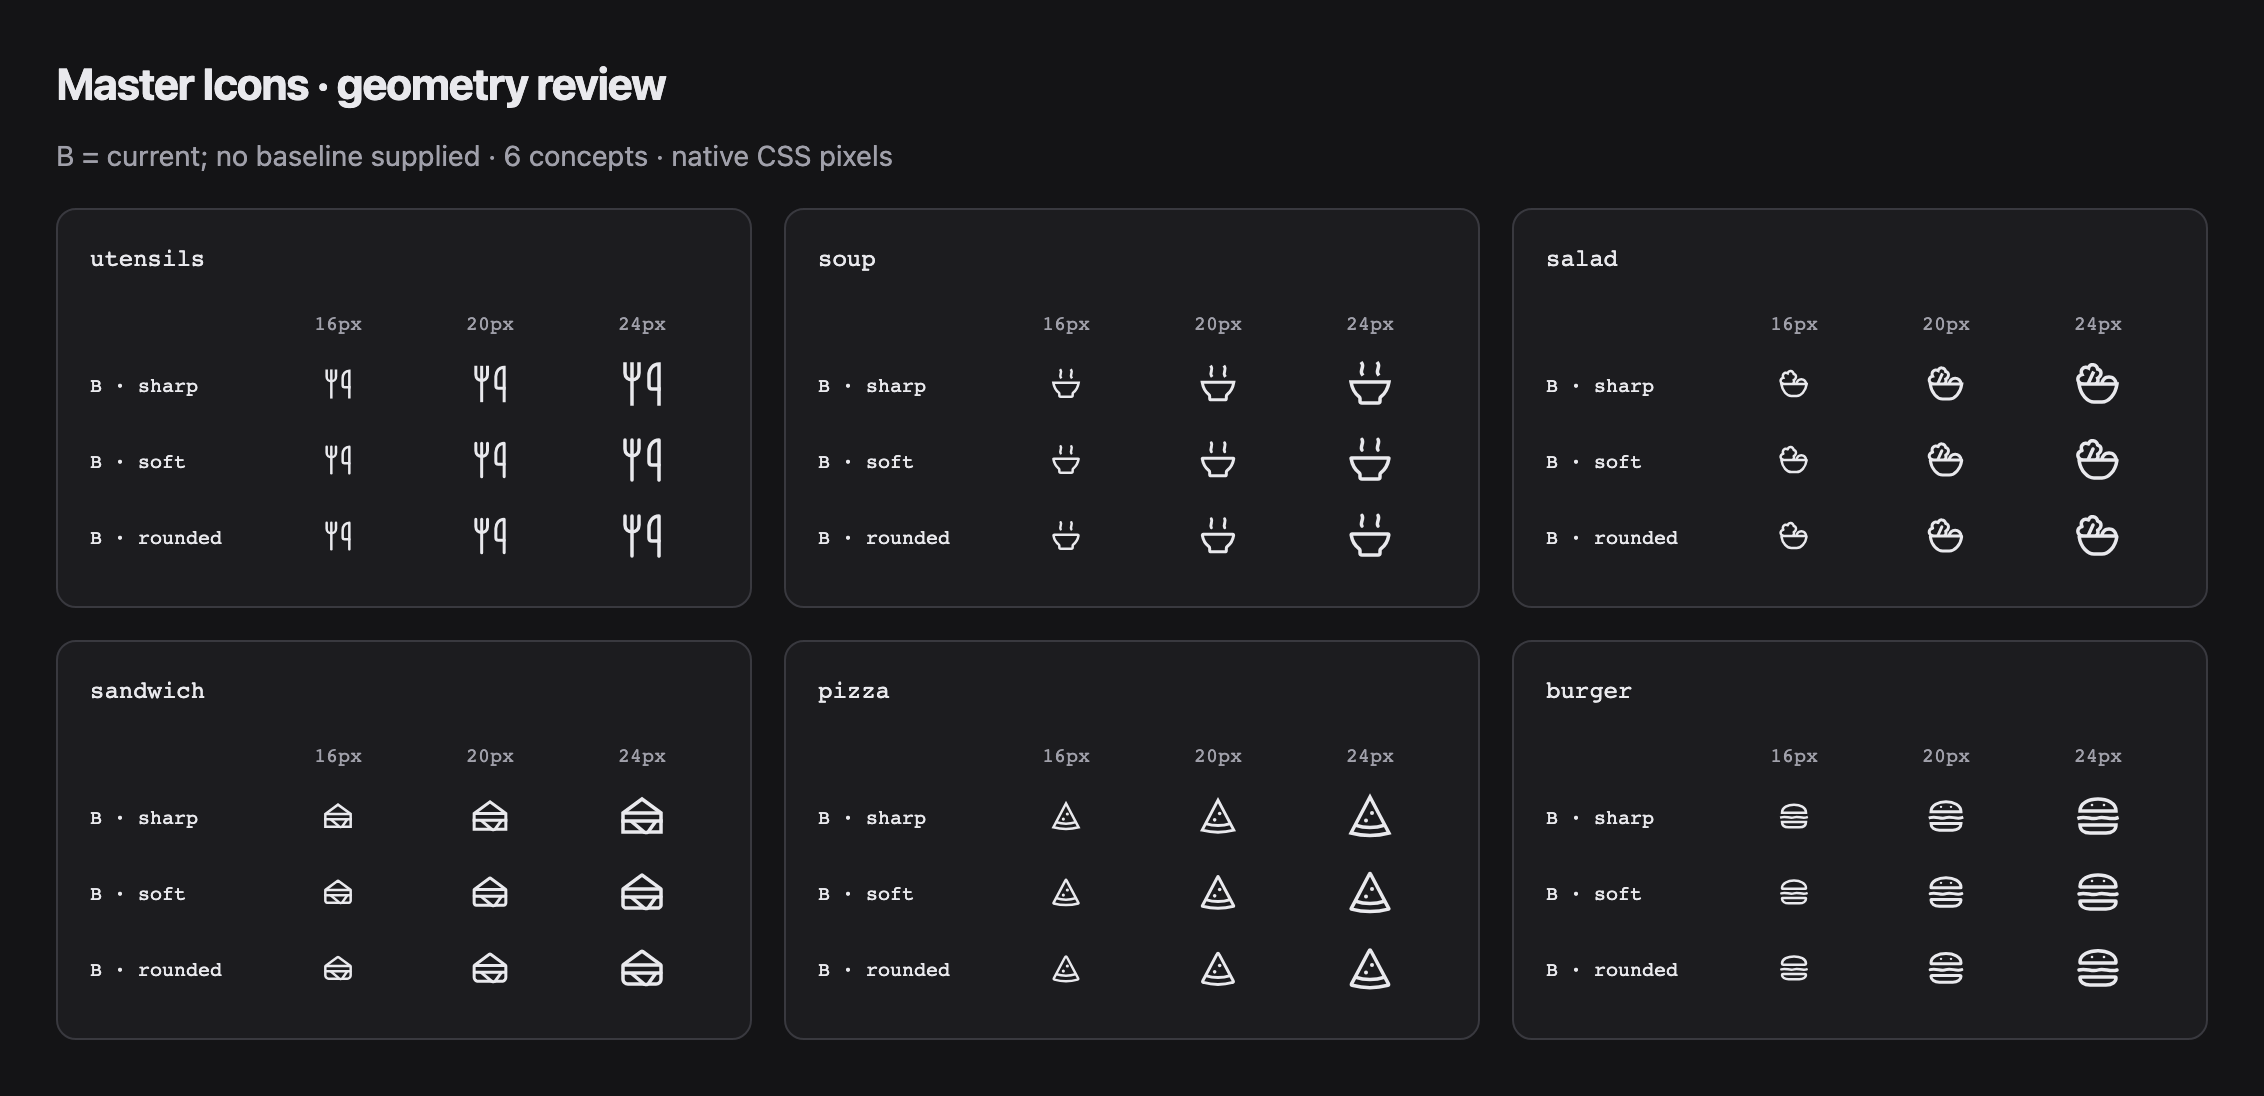 Master Icons · geometry review
B = current; no baseline supplied · 6 concepts · native CSS pixels
utensils
16px 20px 24px
B · sharp
B · soft
B · rounded
soup
16px 20px 24px
B · sharp
B · soft
B · rounded
salad
16px 20px 24px
B · sharp
B · soft
B · rounded
sandwich
16px 20px 24px
B · sharp
B · soft
B · rounded
pizza
16px 20px 24px
B · sharp
B · soft
B · rounded
burger
16px 20px 24px
B · sharp
B · soft
B · rounded